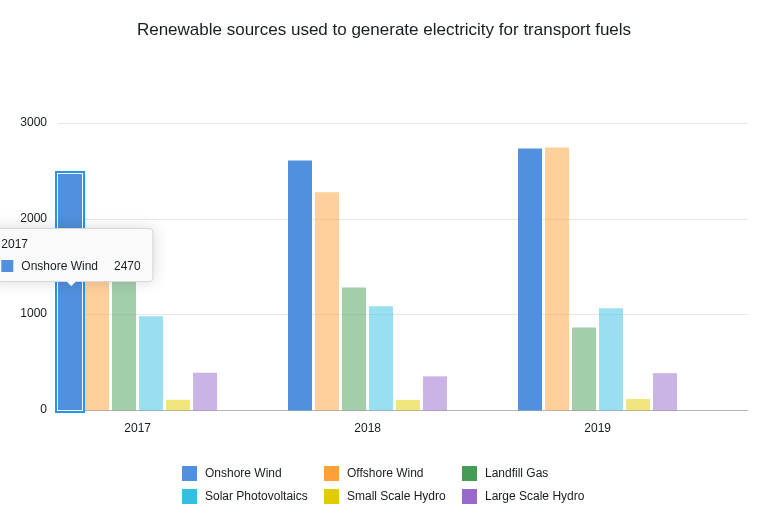 Renewable sources used to generate electricity for transport fuels
3000
2000
1000
0
2017
Onshore Wind 2470
2017 2018 2019
Onshore Wind Offshore Wind Landfill Gas
Solar Photovoltaics Small Scale Hydro Large Scale Hydro